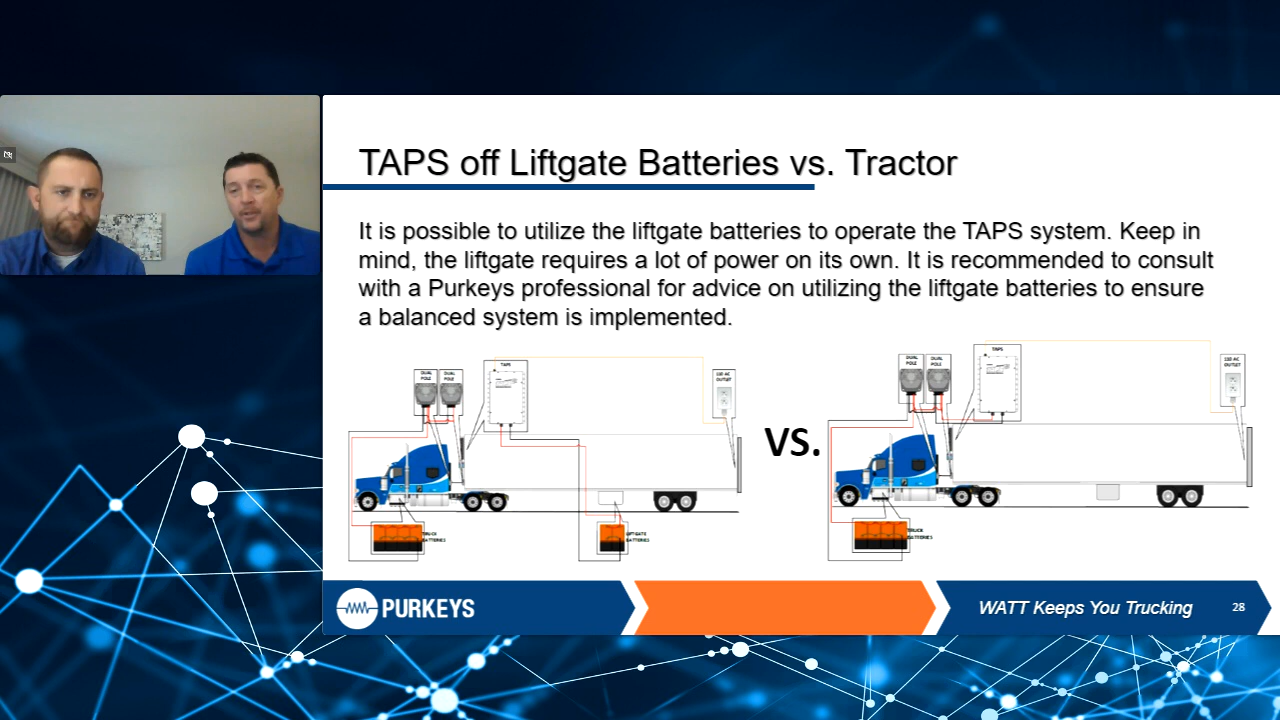 TAPS off Liftgate Batteries vs. Tractor
It is possible to utilize the liftgate batteries to operate the TAPS system. Keep in
mind, the liftgate requires a lot of power on its own. It is recommended to consult
with a Purkeys professional for advice on utilizing the liftgate batteries to ensure
a balanced system is implemented.
DUAL
POLE
DUAL
POLE
TAPS
110 AC
OUTLET
TRUCK
BATTERIES
LIFTGATE
BATTERIES
VS.
DUAL
POLE
DUAL
POLE
TAPS
110 AC
OUTLET
TRUCK
BATTERIES
PURKEYS
WATT Keeps You Trucking
28